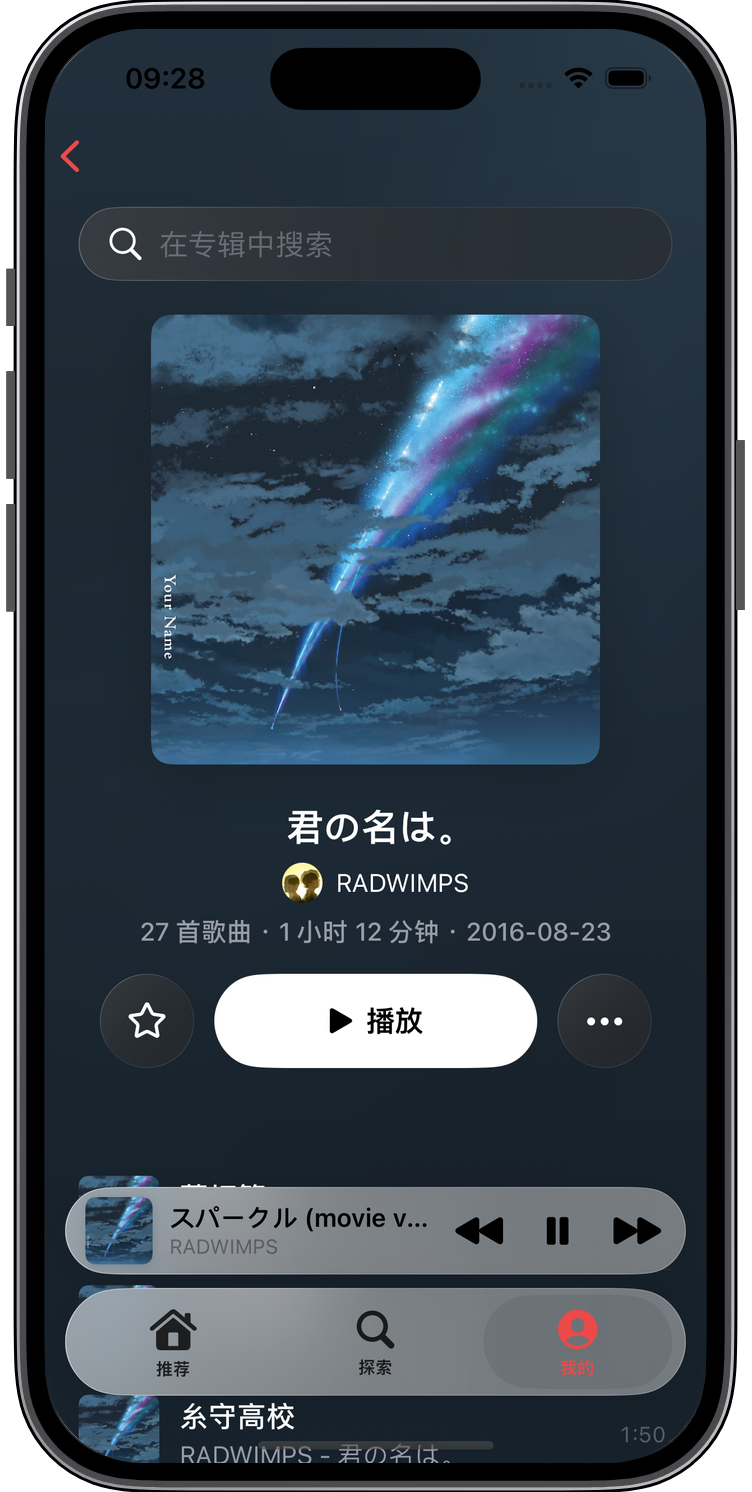 09:28
在专辑中搜索
Your Name
君の名は。
RADWIMPS
27 首歌曲 · 1 小时 12 分钟 · 2016-08-23
播放
スパークル (movie v...
RADWIMPS
推荐
探索
我的
糸守高校
1:50
RADWIMPS - 君の名は。